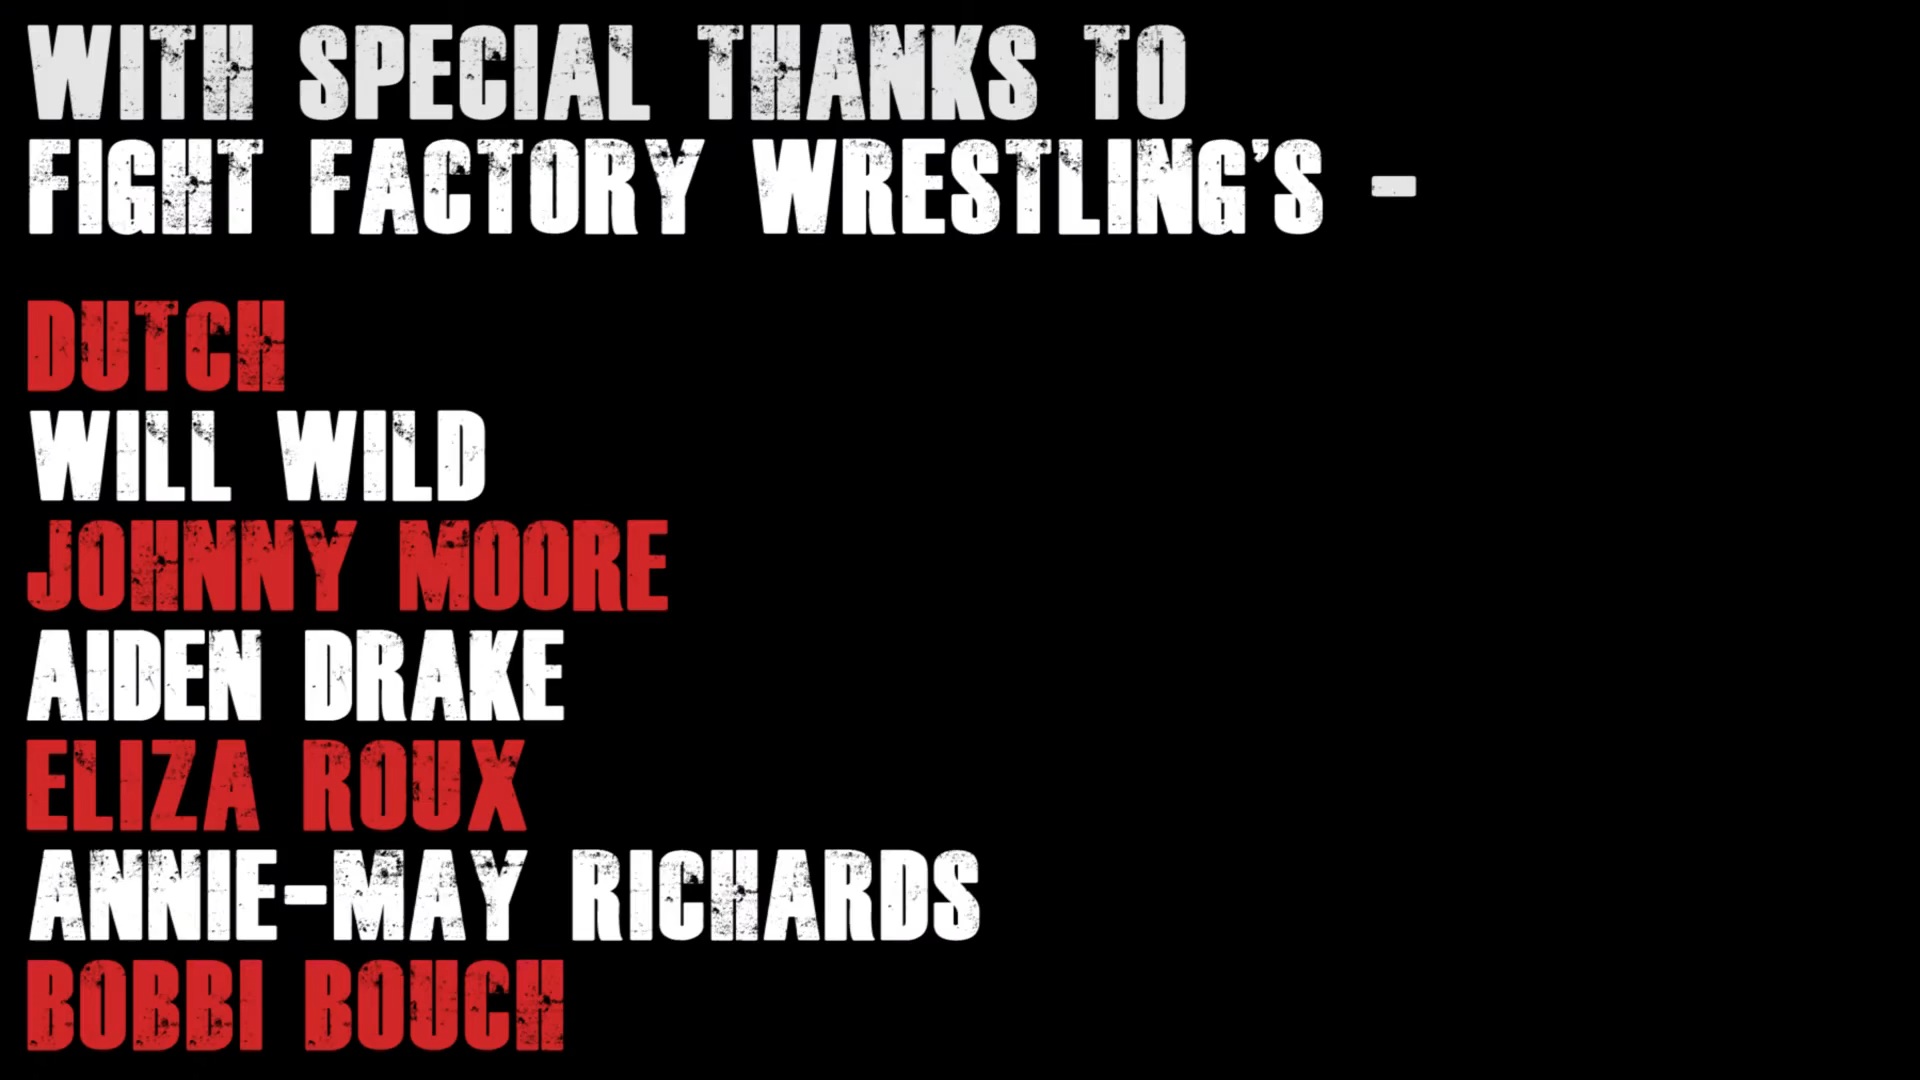 WITH SPECIAL THANKS TO
FIGHT FACTORY WRESTLING'S -
DUTCH
WILL WILD
JOHNNY MOORE
AIDEN DRAKE
ELIZA ROUX
ANNIE-MAY RICHARDS
BOBBI BOUCH